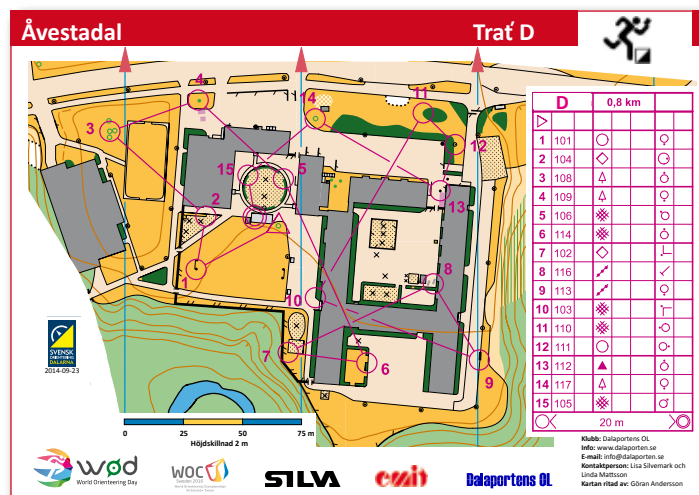 Åvestadal
Trať D
4
3
14
11
12
15
5
2
13
1
8
10
7
6
9
D 0,8 km
1 101
2 104
3 108
4 109
5 106
6 114
7 102
8 116
9 113
10 103
11 110
12 111
13 112
14 117
15 105
20 m
SVENSK
ORIENTERING
DALARNA
2014-09-23
0 25 50 75 m
Höjdskillnad 2 m
wod
World Orienteering Day
WOC
Sweden 2016
SILVA
emit
Dalaportens OL
Klubb: Dalaportens OL
Info: www.dalaporten.se
E-mail: info@dalaporten.se
Kontaktperson: Lisa Silvemark och
Linda Mattsson
Kartan ritad av: Göran Andersson